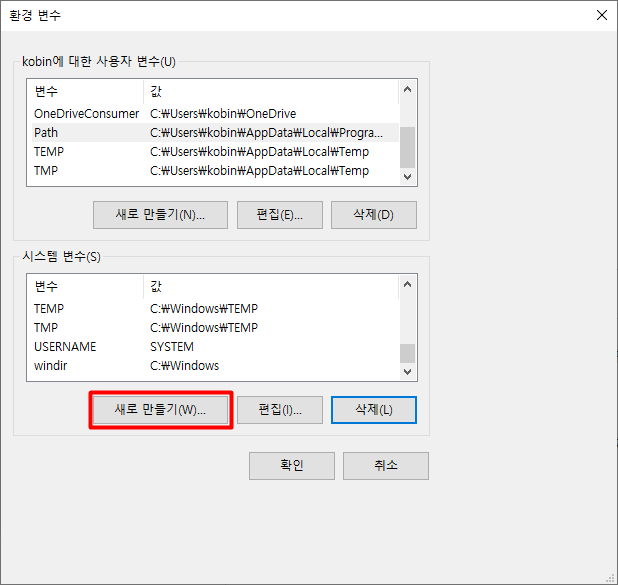 환경 변수
kobin에 대한 사용자 변수(U)
변수 값
OneDriveConsumer C:₩Users₩kobin₩OneDrive
Path C:₩Users₩kobin₩AppData₩Local₩Progra...
TEMP C:₩Users₩kobin₩AppData₩Local₩Temp
TMP C:₩Users₩kobin₩AppData₩Local₩Temp
새로 만들기(N)... 편집(E)... 삭제(D)
시스템 변수(S)
변수 값
TEMP C:₩Windows₩TEMP
TMP C:₩Windows₩TEMP
USERNAME SYSTEM
windir C:₩Windows
새로 만들기(W)... 편집(I)... 삭제(L)
확인 취소